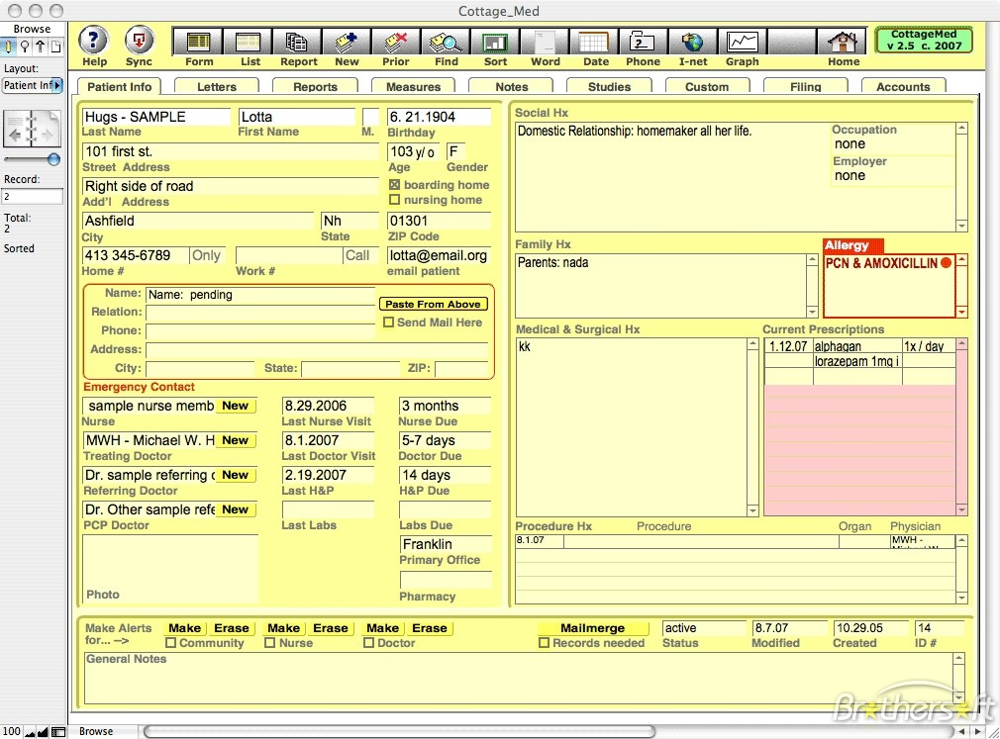 Cottage_Med
Browse
Layout:
Patient Inf
Record:
2
Total:
2
Sorted
Help Sync Form List Report New Prior Find Sort Word Date Phone I-net Graph Home
CottageMed
v 2.5 c. 2007
Patient Info Letters Reports Measures Notes Studies Custom Filing Accounts
Hugs - SAMPLE Lotta 6. 21.1904
Last Name First Name M. Birthday
101 first st. 103 y/o F
Street Address Age Gender
Right side of road boarding home
Add'l Address nursing home
Ashfield Nh 01301
City State ZIP Code
413 345-6789 Only Call lotta@email.org
Home # Work # email patient
Name: Name: pending Paste From Above
Relation: Send Mail Here
Phone:
Address:
City: State: ZIP:
Emergency Contact
sample nurse memb New 8.29.2006 3 months
Nurse Last Nurse Visit Nurse Due
MWH - Michael W. H New 8.1.2007 5-7 days
Treating Doctor Last Doctor Visit Doctor Due
Dr. sample referring New 2.19.2007 14 days
Referring Doctor Last H&P H&P Due
Dr. Other sample refe New
PCP Doctor Last Labs Labs Due
Franklin
Primary Office
Photo
Pharmacy
Social Hx
Domestic Relationship: homemaker all her life.
Occupation
none
Employer
none
Family Hx
Parents: nada
Allergy
PCN & AMOXICILLIN
Medical & Surgical Hx
kk
Current Prescriptions
1.12.07 alphagan 1x / day
lorazepam 1mg i
Procedure Hx Procedure Organ Physician
8.1.07 MWH -
Make Alerts Make Erase Make Erase Make Erase Mailmerge active 8.7.07 10.29.05 14
for... --> Community Nurse Doctor Records needed Status Modified Created ID #
General Notes
100 Browse
Br thers ft